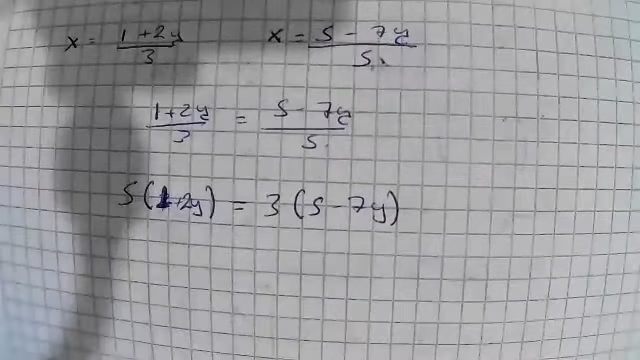 x = (1+2y)/3    x = (5-7y)/5
(1+2y)/3 = (5-7y)/5
5(1+2y) = 3(5-7y)